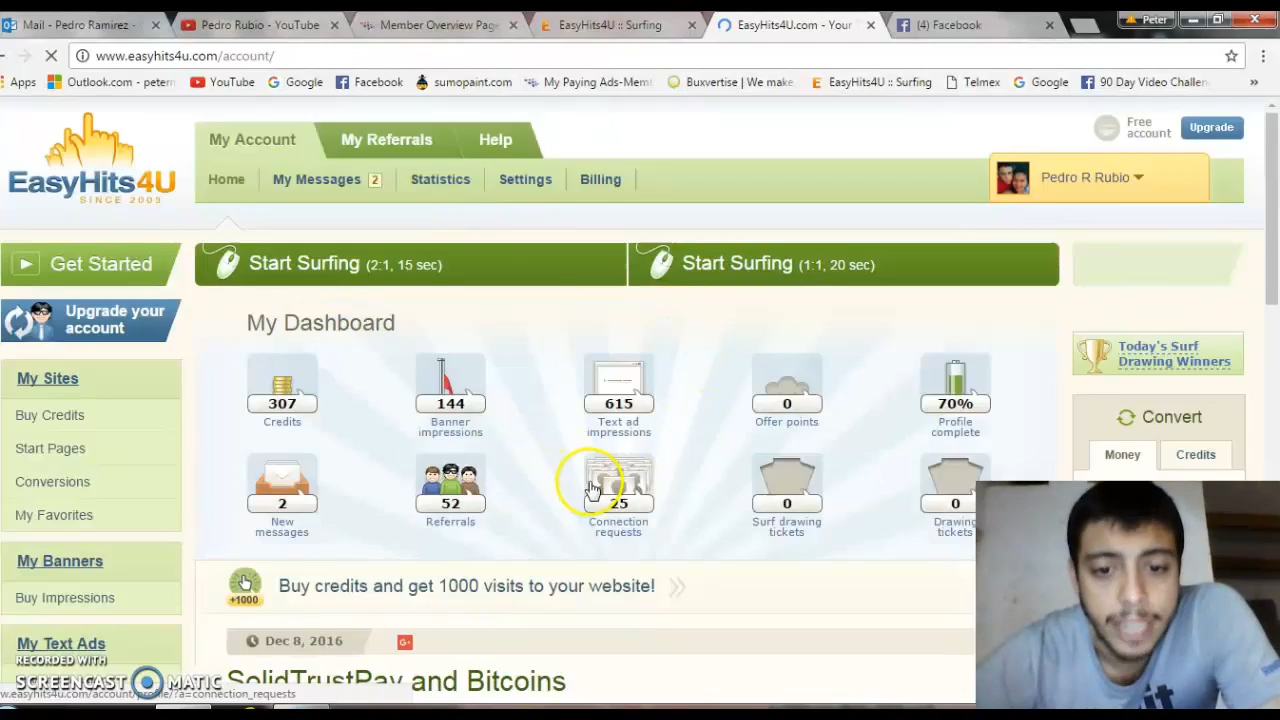 Mail - Pedro Ramirez -
Pedro Rubio - YouTube
Member Overview Page
EasyHits4U :: Surfing
EasyHits4U.com - Your
(4) Facebook
Peter
www.easyhits4u.com/account/
Apps
Outlook.com - petern
YouTube
Google
Facebook
sumopaint.com
My Paying Ads-Mem
Buxvertise | We make
EasyHits4U :: Surfing
Telmex
Google
90 Day Video Challen
»
EasyHits4U
SINCE 2003
My Account
My Referrals
Help
Free account
Upgrade
Home
My Messages 2
Statistics
Settings
Billing
Pedro R Rubio
Get Started
Start Surfing (2:1, 15 sec)
Start Surfing (1:1, 20 sec)
Upgrade your
account
My Dashboard
Today's Surf
Drawing Winners
My Sites
Buy Credits
Start Pages
Conversions
My Favorites
307
Credits
144
Banner
impressions
615
Text ad
impressions
0
Offer points
70%
Profile
complete
Convert
Money
Credits
2
New
messages
52
Referrals
25
Connection
requests
0
Surf drawing
tickets
0
Drawing
tickets
My Banners
Buy Impressions
+1000
Buy credits and get 1000 visits to your website!
My Text Ads
Dec 8, 2016
G+
SolidTrustPay and Bitcoins
RECORDED WITH
SCREENCAST MATIC
w.easyhits4u.com/account/profile/?a=connection_requests